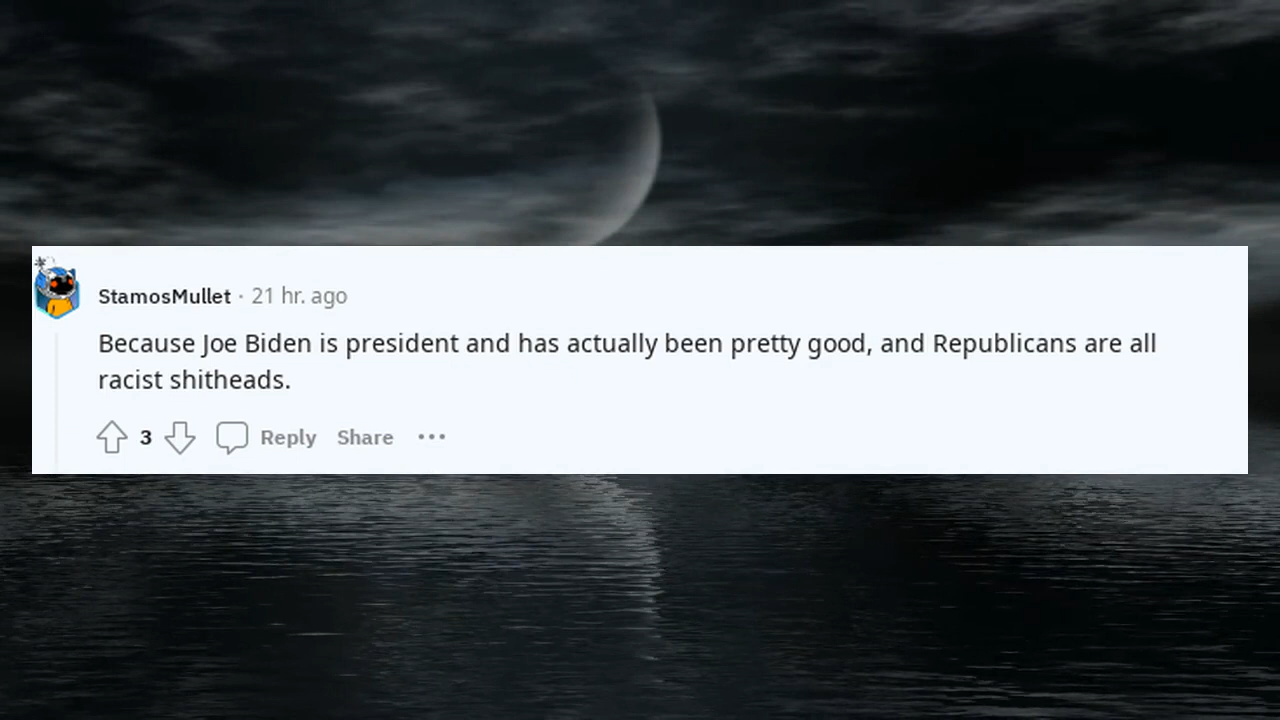 StamosMullet · 21 hr. ago
Because Joe Biden is president and has actually been pretty good, and Republicans are all
racist shitheads.
3 Reply Share ···